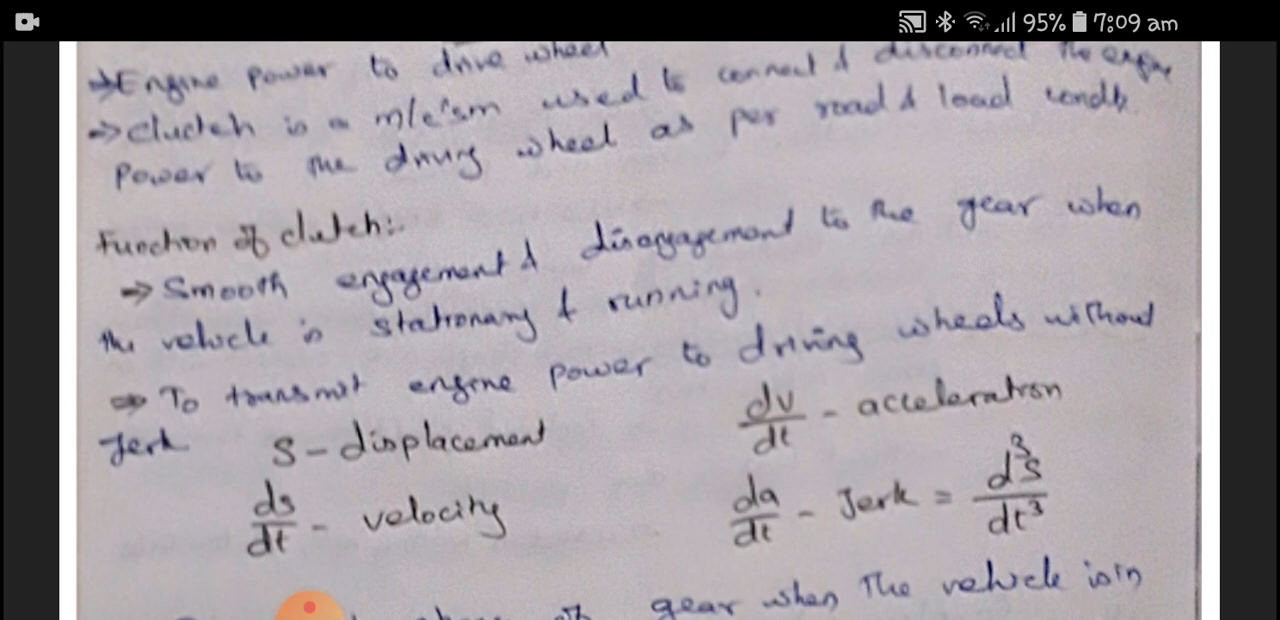 95% 7:09 am
⇒ Engine power to drive wheel
⇒ Clutch is a m/c'sm used to connect & disconnect the engine
power to the driving wheel as per road & load condt.
Function of clutch:-
⇒ Smooth engagement & disengagement to the gear when
the vehicle is stationary & running.
⇒ To transmit engine power to driving wheels without
Jerk S - displacement dv/dt - acceleration
ds/dt - velocity da/dt - Jerk = d³s/dt³
of gear when the vehicle is in